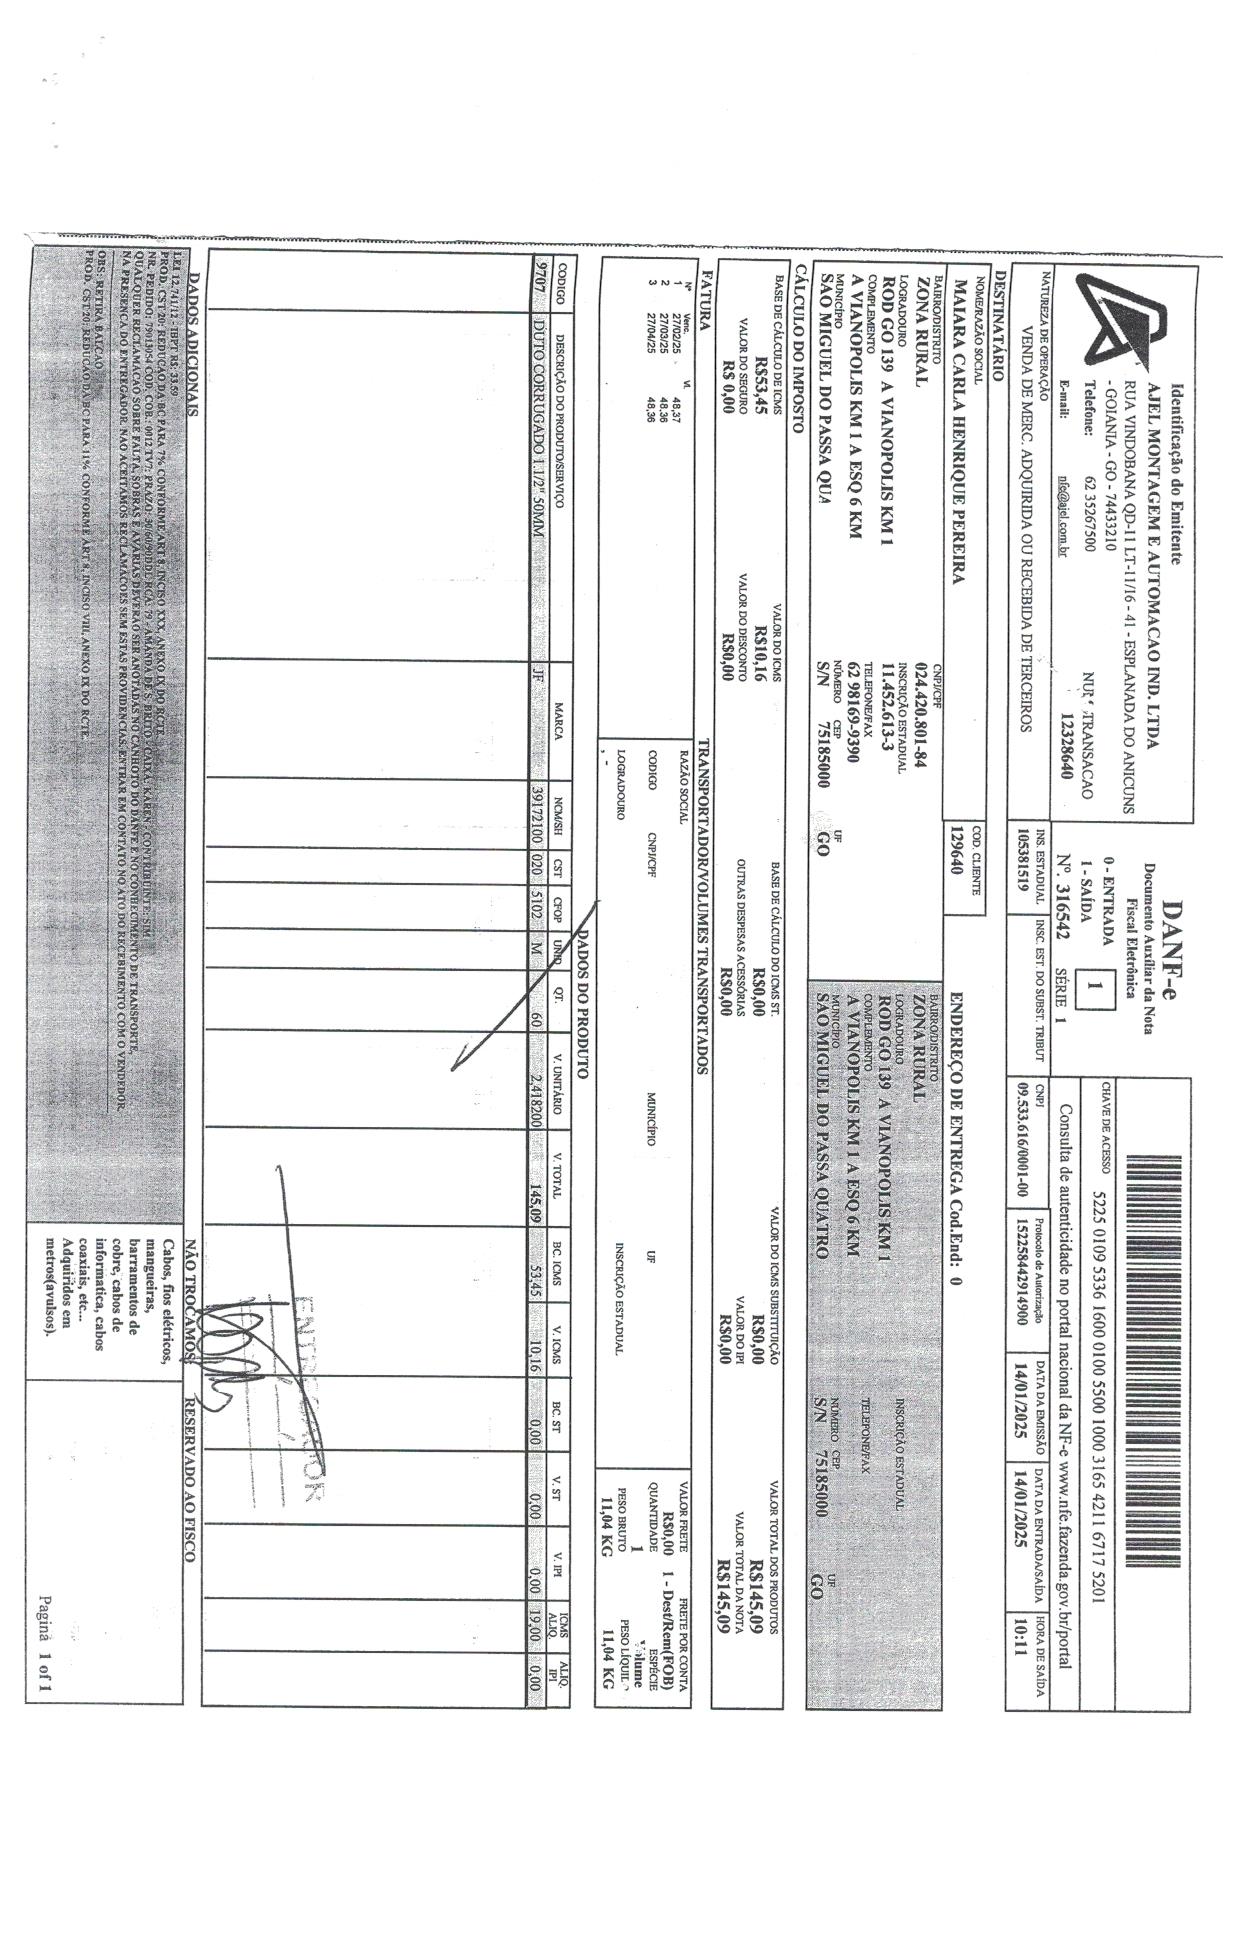 Identificação do Emitente
AJEL MONTAGEM E AUTOMACAO IND. LTDA
RUA VINDOBANA QD-11 LT-11/16 - 41 - ESPLANADA DO ANICUNS
- GOIANIA - GO - 74433210
Telefone: 62 35267500
E-mail: nfe@ajel.com.br
TRANSACAO
12328640
DANF-e
Documento Auxiliar da Nota
Fiscal Eletrônica
0 - ENTRADA
1 - SAÍDA
1
Nº. 316542 SÉRIE 1
CHAVE DE ACESSO 5225 0109 5336 1600 0100 5500 1000 3165 4211 6717 5201
Consulta de autenticidade no portal nacional da NF-e www.nfe.fazenda.gov.br/portal
NATUREZA DE OPERAÇÃO
VENDA DE MERC. ADQUIRIDA OU RECEBIDA DE TERCEIROS
INS. ESTADUAL
105381519
INSC. EST. DO SUBST. TRIBUT
CNPJ
09.533.616/0001-00
Protocolo de Autorização
152258442914900
DATA DA EMISSÃO
14/01/2025
DATA DA ENTRADA/SAÍDA
14/01/2025
HORA DE SAÍDA
10:11
DESTINATÁRIO
NOME/RAZÃO SOCIAL
MAIARA CARLA HENRIQUE PEREIRA
COD. CLIENTE
129640
ENDEREÇO DE ENTREGA Cod.End: 0
BAIRRO/DISTRITO
ZONA RURAL
CNPJ/CPF
024.420.801-84
LOGRADOURO
ROD GO 139 A VIANOPOLIS KM 1
INSCRIÇÃO ESTADUAL
11.452.613-3
COMPLEMENTO
A VIANOPOLIS KM 1 A ESQ 6 KM
TELEFONE/FAX
62 98169-9390
MUNICÍPIO
SAO MIGUEL DO PASSA QUA
NÚMERO CEP
S/N 75185000
UF
GO
BAIRRO/DISTRITO
ZONA RURAL
LOGRADOURO
ROD GO 139 A VIANOPOLIS KM 1
INSCRIÇÃO ESTADUAL
COMPLEMENTO
A VIANOPOLIS KM 1 A ESQ 6 KM
TELEFONE/FAX
MUNICÍPIO
SAO MIGUEL DO PASSA QUATRO
NÚMERO CEP
S/N 75185000
UF
GO
CÁLCULO DO IMPOSTO
BASE DE CÁLCULO DE ICMS
R$53,45
VALOR DO ICMS
R$10,16
BASE DE CÁLCULO DO ICMS ST.
R$0,00
VALOR DO ICMS SUBSTITUIÇÃO
R$0,00
VALOR TOTAL DOS PRODUTOS
R$145,09
VALOR DO SEGURO
R$ 0,00
VALOR DO DESCONTO
R$0,00
OUTRAS DESPESAS ACESSÓRIAS
R$0,00
VALOR DO IPI
R$0,00
VALOR TOTAL DA NOTA
R$145,09
FATURA
Nº Venc. Vl.
1 27/02/25 48,37
2 27/03/25 48,36
3 27/04/25 48,36
TRANSPORTADOR/VOLUMES TRANSPORTADOS
RAZÃO SOCIAL
CODIGO CNPJ/CPF MUNICÍPIO UF
LOGRADOURO INSCRIÇÃO ESTADUAL
, -
VALOR FRETE
R$0,00
FRETE POR CONTA
1 - Dest/Rem(FOB)
QUANTIDADE
1
ESPÉCIE
PESO BRUTO
11,04 KG
11,04 KG
DADOS DO PRODUTO
CODIGO DESCRIÇÃO DO PRODUTO/SERVIÇO MARCA NCM/SH CST CFOP UNID QT. V. UNITÁRIO V. TOTAL BC. ICMS V. ICMS BC. ST V. ST V. IPI ICMS ALIQ. ALIQ. IPI
9707 DUTO CORRUGADO 1.1/2" 50MM JF 39172100 020 5102 M 60 2,418200 145,09 53,45 10,16 0,00 0,00 0,00 19,00 0,00
ENTREGADOR
DADOS ADICIONAIS
LEI 12.741/12 - IBPT R$: 33,59
PROD. CST20: REDUCAO DA BC PARA 7% CONFORME ART 8, INCISO XXX, ANEXO IX DO RCTE
NR. PEDIDO: 79013054 COD. COB.: 0012 TV7: PRAZO: 30/60/90DDL RCA: 79 - AMANDA DE S. BRITO - CAIXA: KAREN - CONTRIBUINTE: SIM
QUALQUER RECLAMACAO SOBRE FALTA, SOBRAS E AVARIAS DEVERAO SER ANOTADAS NO CANHOTO DO DANFE E NO CONHECIMENTO DE TRANSPORTE,
NA PRESENCA DO ENTREGADOR. NAO ACEITAMOS RECLAMACOES SEM ESTAS PROVIDENCIAS. ENTRAR EM CONTATO NO ATO DO RECEBIMENTO COM O VENDEDOR.
OBS: RETIRA BALCAO
PROD. CST20: REDUCAO DA BC PARA 11% CONFORME ART 8, INCISO VIII, ANEXO IX DO RCTE.
NÃO TROCAMOS:
Cabos, fios elétricos,
mangueiras,
barramentos de
cobre, cabos de
informatica, cabos
coaxiais, etc...
Adquiridos em
metros(avulsos).
RESERVADO AO FISCO
Pagina 1 of 1